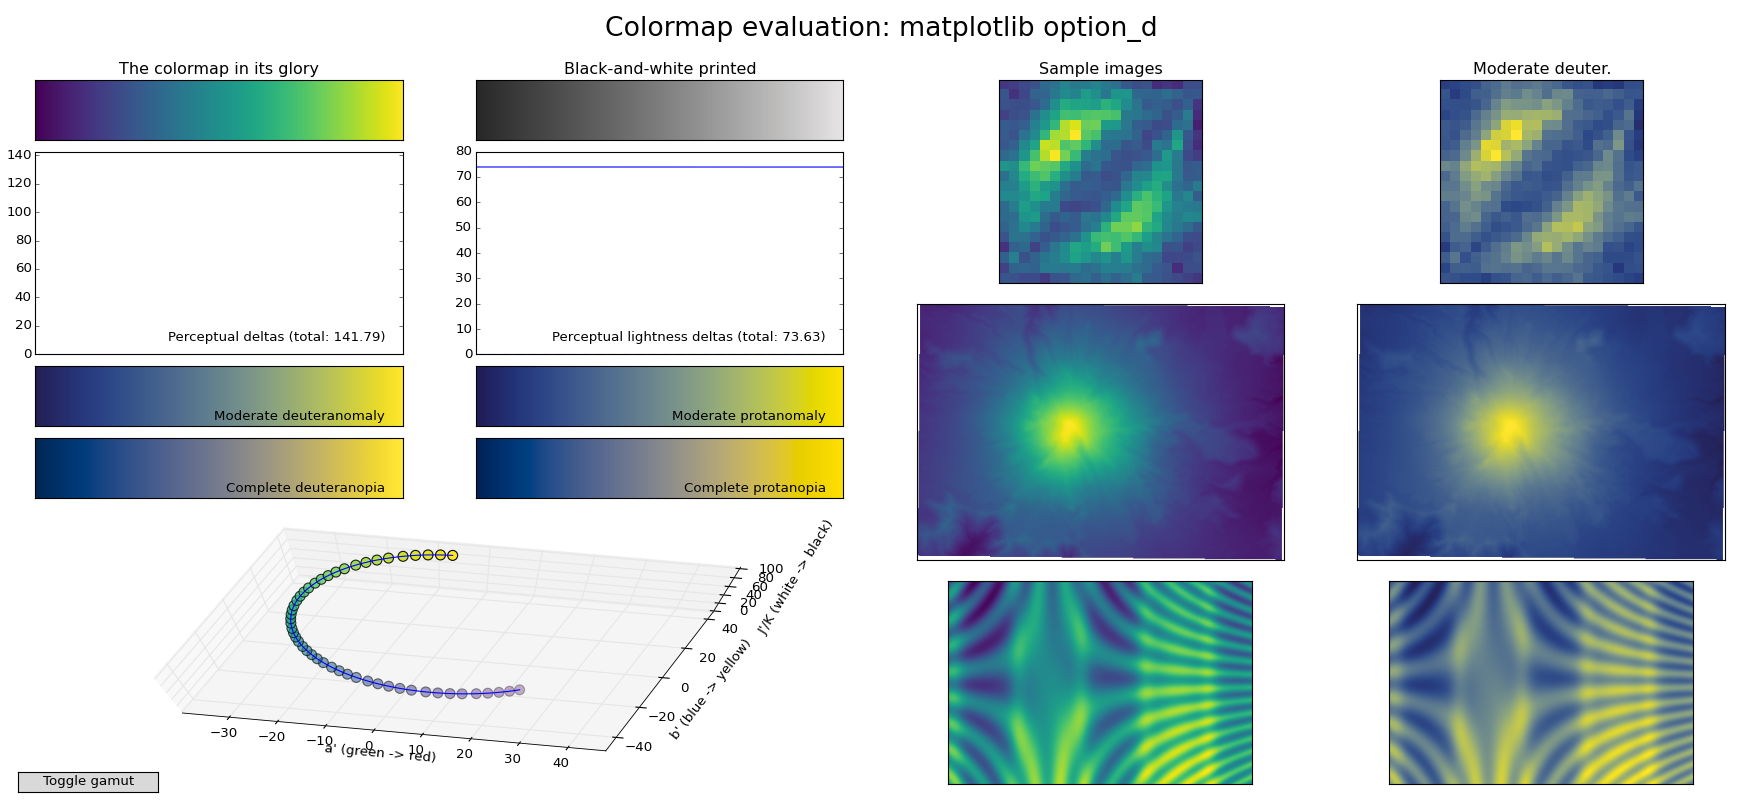 Colormap evaluation: matplotlib option_d
The colormap in its glory
Black-and-white printed
Sample images
Moderate deuter.
140
120
100
80
60
40
20
0
Perceptual deltas (total: 141.79)
80
70
60
50
40
30
20
10
0
Perceptual lightness deltas (total: 73.63)
Moderate deuteranomaly
Moderate protanomaly
Complete deuteranopia
Complete protanopia
−30
−20
−10
0
10
20
30
40
a' (green -> red)
−40
−20
0
20
40
b' (blue -> yellow)
0
20
40
60
80
100
J'/K (white -> black)
Toggle gamut